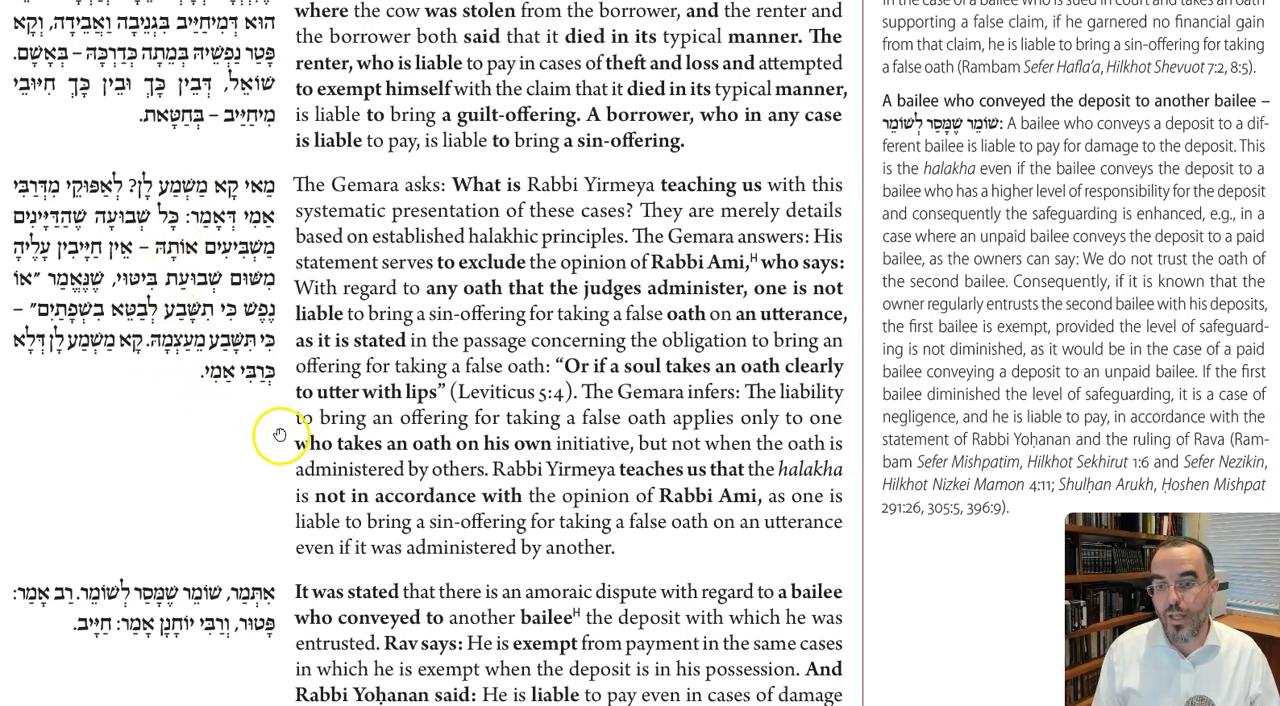 הוּא דְּמִיחַיַּיב בִּגְנֵיבָה וַאֲבֵידָה, וְקָא
פָּטַר נַפְשֵׁיהּ בְּמֵתָה כְּדַרְכָּהּ – בְּאָשָׁם.
שׁוֹאֵל, דְּבֵין כָּךְ וּבֵין כָּךְ חִיּוּבֵי
מִיחַיַּיב – בְּחַטָּאת.
where the cow was stolen from the borrower, and the renter and
the borrower both said that it died in its typical manner. The
renter, who is liable to pay in cases of theft and loss and attempted
to exempt himself with the claim that it died in its typical manner,
is liable to bring a guilt-offering. A borrower, who in any case
is liable to pay, is liable to bring a sin-offering.
מַאי קָא מַשְׁמַע לַן? לְאַפּוּקֵי מִדְּרַבִּי
אַמֵּי דְּאָמַר: כׇּל שְׁבוּעָה שֶׁהַדַּיָּינִים
מַשְׁבִּיעִים אוֹתָהּ – אֵין חַיָּיבִין עָלֶיהָ
מִשּׁוּם שְׁבוּעַת בִּיטּוּי, שֶׁנֶּאֱמַר ״אוֹ
נֶפֶשׁ כִּי תִשָּׁבַע לְבַטֵּא בִשְׂפָתַיִם״ –
כִּי תִשָּׁבַע מֵעַצְמָהּ. קָא מַשְׁמַע לַן דְּלָא
כְּרַבִּי אַמֵּי.
The Gemara asks: What is Rabbi Yirmeya teaching us with this
systematic presentation of these cases? They are merely details
based on established halakhic principles. The Gemara answers: His
statement serves to exclude the opinion of Rabbi Ami,ᴴ who says:
With regard to any oath that the judges administer, one is not
liable to bring a sin-offering for taking a false oath on an utterance,
as it is stated in the passage concerning the obligation to bring an
offering for taking a false oath: “Or if a soul takes an oath clearly
to utter with lips” (Leviticus 5:4). The Gemara infers: The liability
to bring an offering for taking a false oath applies only to one
who takes an oath on his own initiative, but not when the oath is
administered by others. Rabbi Yirmeya teaches us that the halakha
is not in accordance with the opinion of Rabbi Ami, as one is
liable to bring a sin-offering for taking a false oath on an utterance
even if it was administered by another.
אִתְּמַר, שׁוֹמֵר שֶׁמָּסַר לְשׁוֹמֵר. רַב אָמַר:
פָּטוּר, וְרַבִּי יוֹחָנָן אָמַר: חַיָּיב.
It was stated that there is an amoraic dispute with regard to a bailee
who conveyed to another baileeᴴ the deposit with which he was
entrusted. Rav says: He is exempt from payment in the same cases
in which he is exempt when the deposit is in his possession. And
Rabbi Yoḥanan said: He is liable to pay even in cases of damage
in the case of a bailee who is sued in court and takes an oath
supporting a false claim, if he garnered no financial gain
from that claim, he is liable to bring a sin-offering for taking
a false oath (Rambam Sefer Hafla’a, Hilkhot Shevuot 7:2, 8:5).
A bailee who conveyed the deposit to another bailee –
שׁוֹמֵר שֶׁמָּסַר לְשׁוֹמֵר: A bailee who conveys a deposit to a dif-
ferent bailee is liable to pay for damage to the deposit. This
is the halakha even if the bailee conveys the deposit to a
bailee who has a higher level of responsibility for the deposit
and consequently the safeguarding is enhanced, e.g., in a
case where an unpaid bailee conveys the deposit to a paid
bailee, as the owners can say: We do not trust the oath of
the second bailee. Consequently, if it is known that the
owner regularly entrusts the second bailee with his deposits,
the first bailee is exempt, provided the level of safeguard-
ing is not diminished, as it would be in the case of a paid
bailee conveying a deposit to an unpaid bailee. If the first
bailee diminished the level of safeguarding, it is a case of
negligence, and he is liable to pay, in accordance with the
statement of Rabbi Yoḥanan and the ruling of Rava (Ram-
bam Sefer Mishpatim, Hilkhot Sekhirut 1:6 and Sefer Nezikin,
Hilkhot Nizkei Mamon 4:11; Shulḥan Arukh, Ḥoshen Mishpat
291:26, 305:5, 396:9).